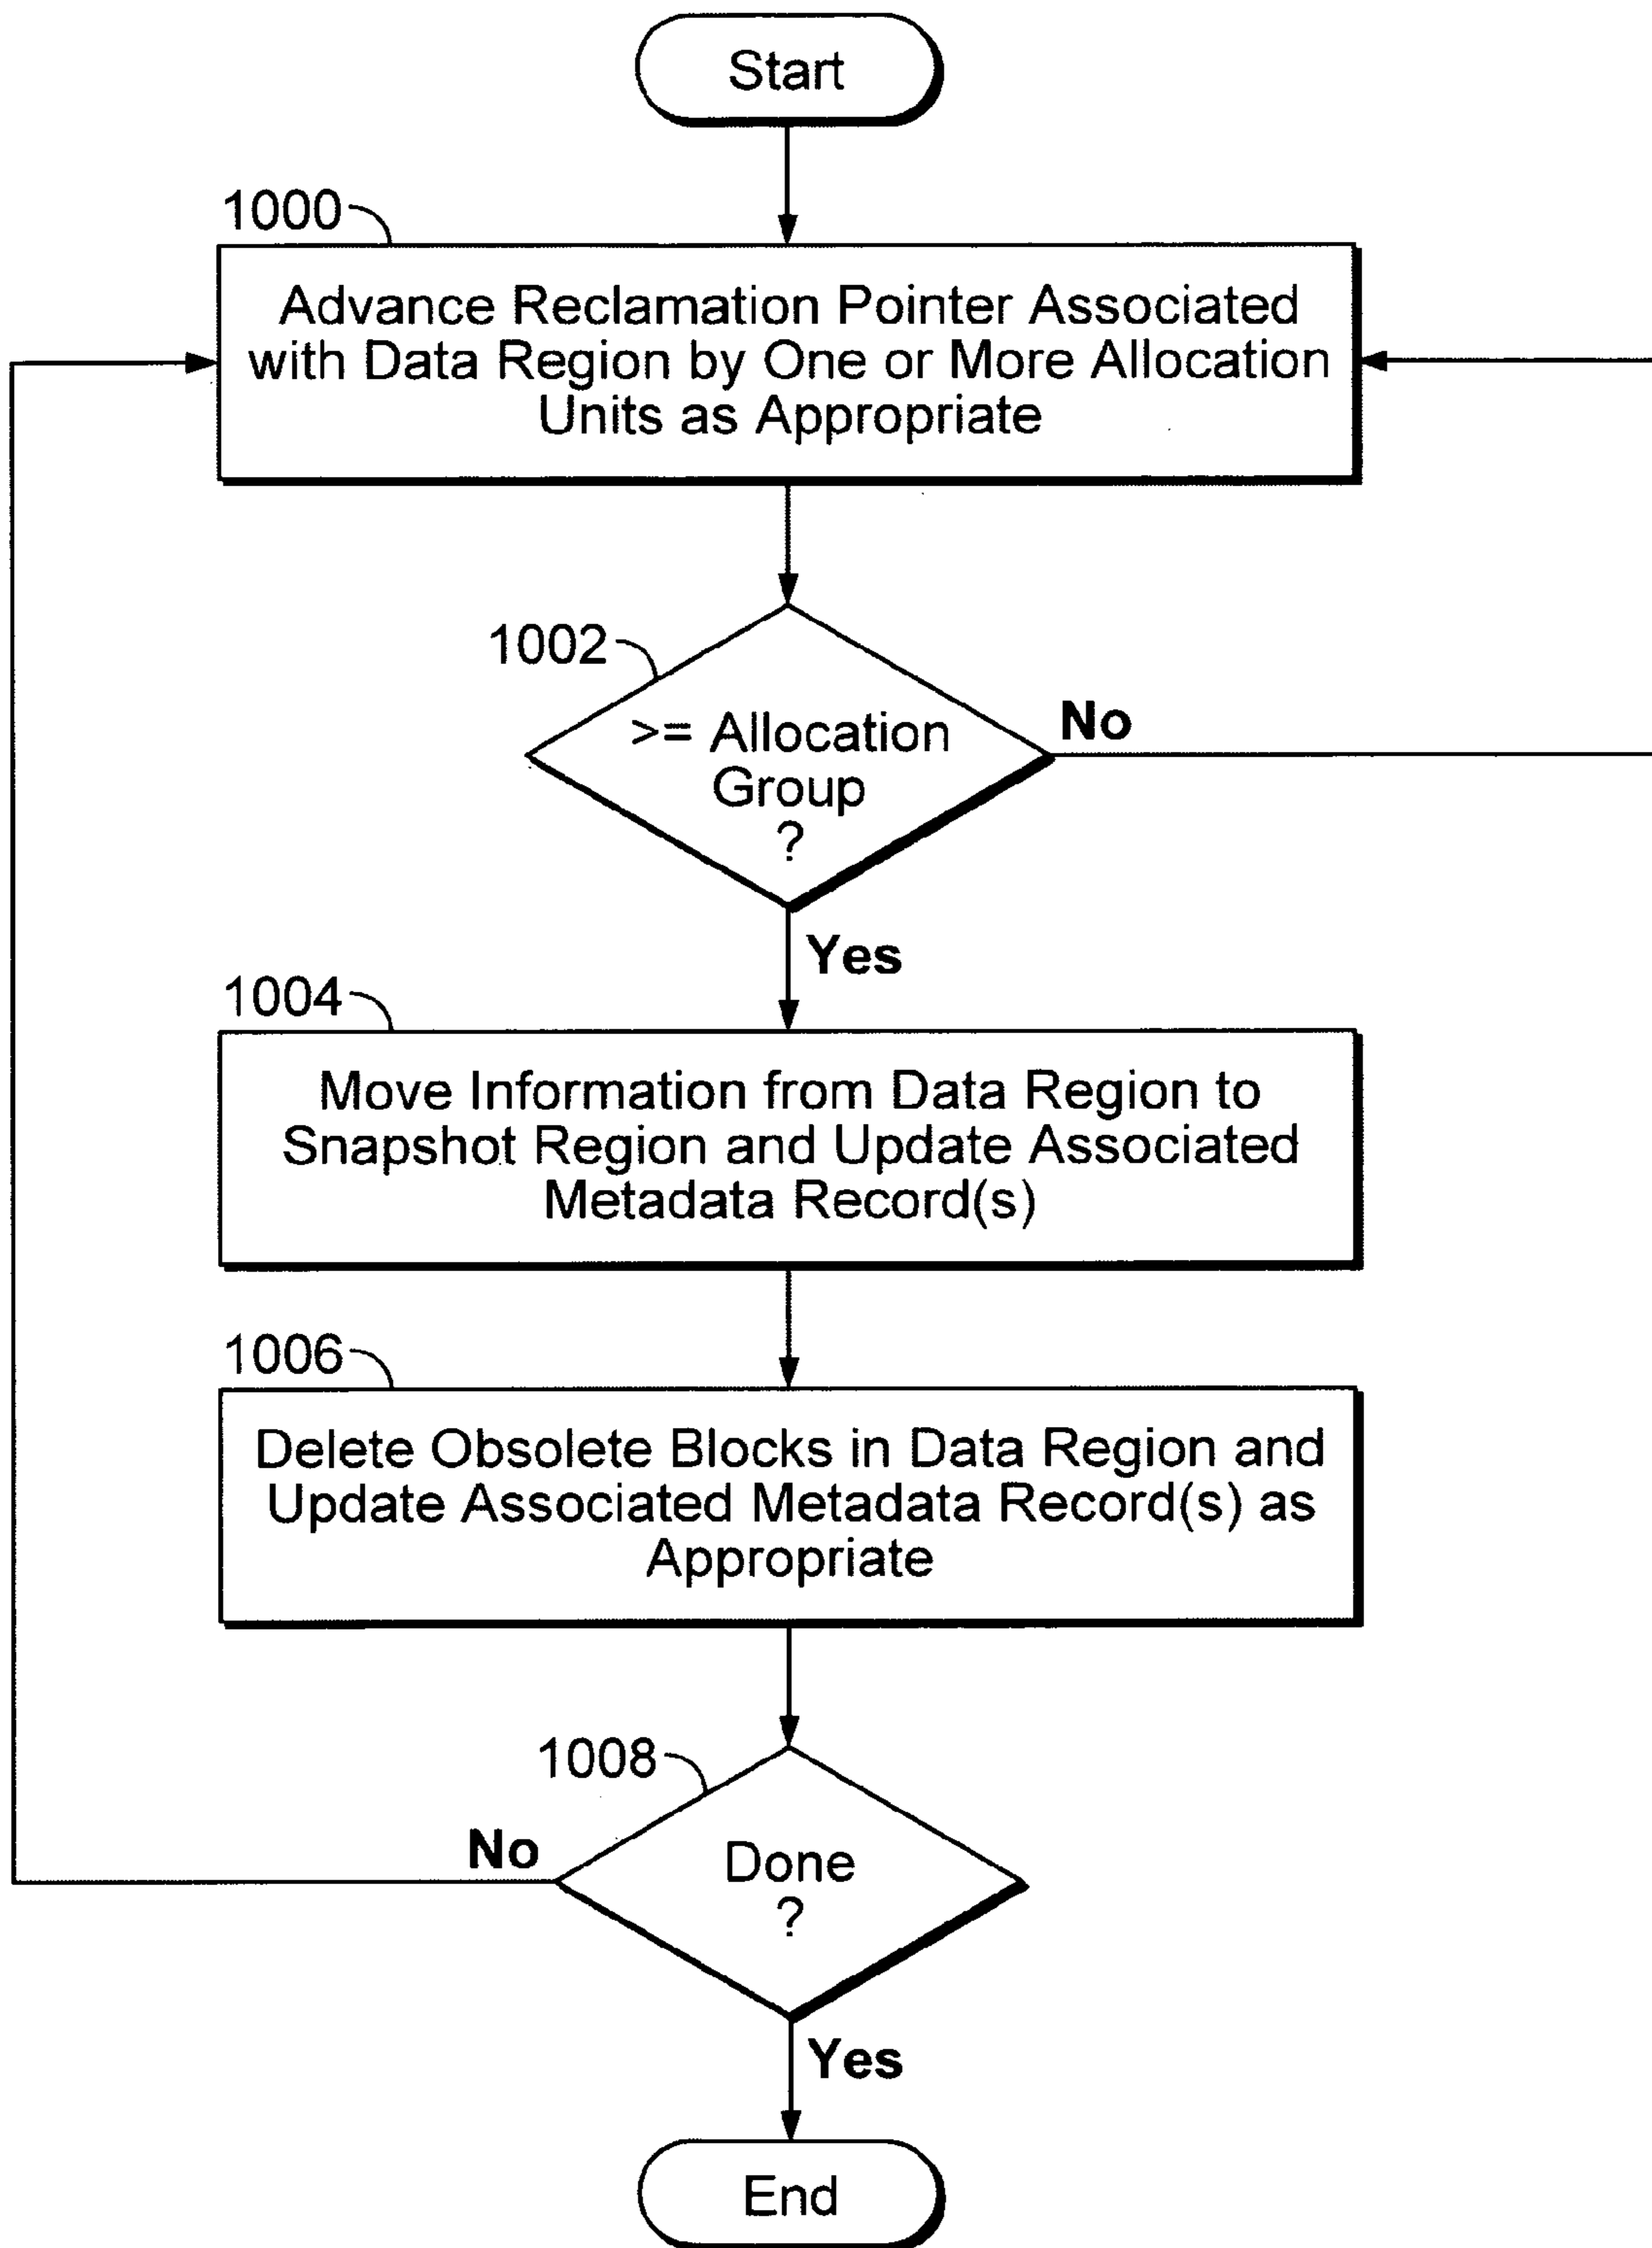 Start
1000
Advance Reclamation Pointer Associated
with Data Region by One or More Allocation
Units as Appropriate
1002
>= Allocation
Group
?
No
Yes
1004
Move Information from Data Region to
Snapshot Region and Update Associated
Metadata Record(s)
1006
Delete Obsolete Blocks in Data Region and
Update Associated Metadata Record(s) as
Appropriate
1008
Done
?
No
Yes
End